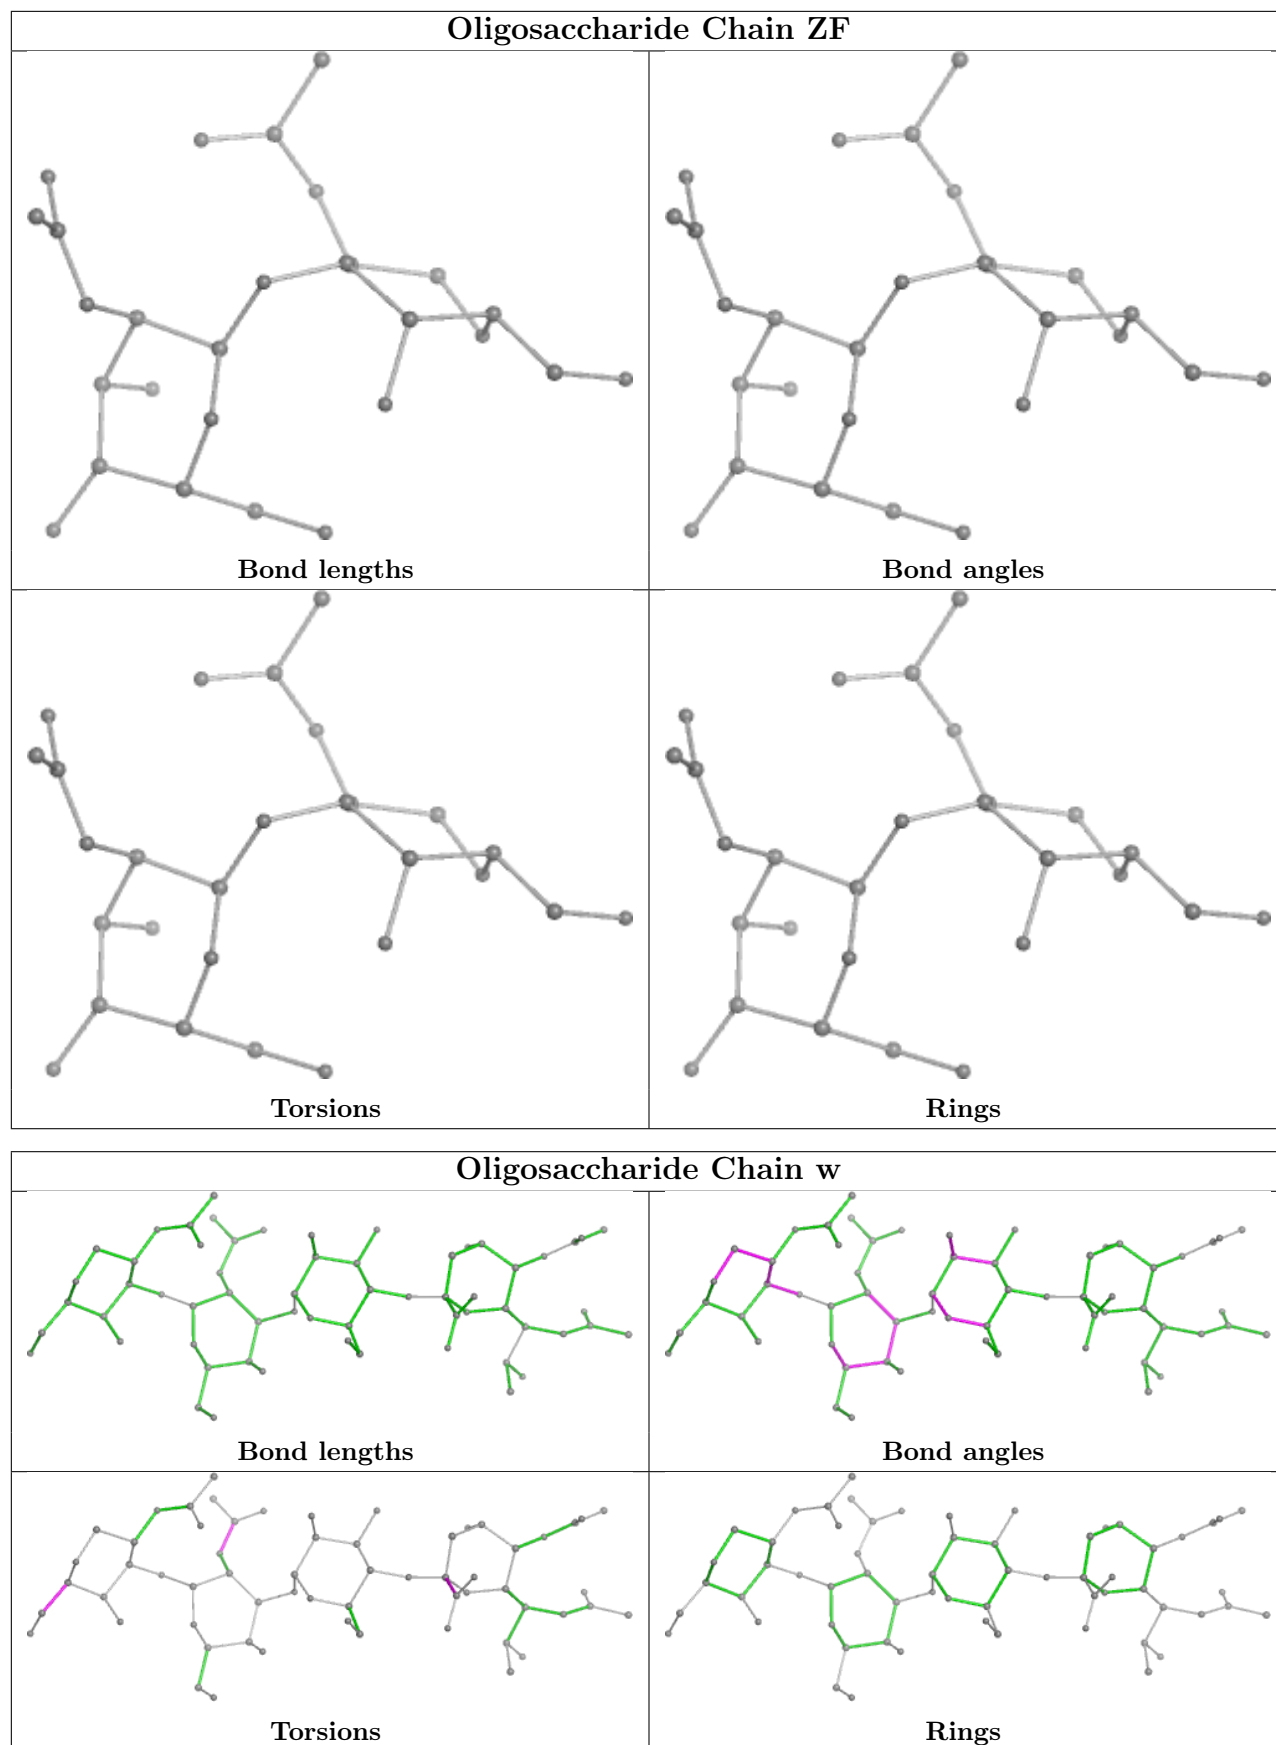 Oligosaccharide Chain ZF
Bond lengths
Bond angles
Torsions
Rings
Oligosaccharide Chain w
Bond lengths
Bond angles
Torsions
Rings